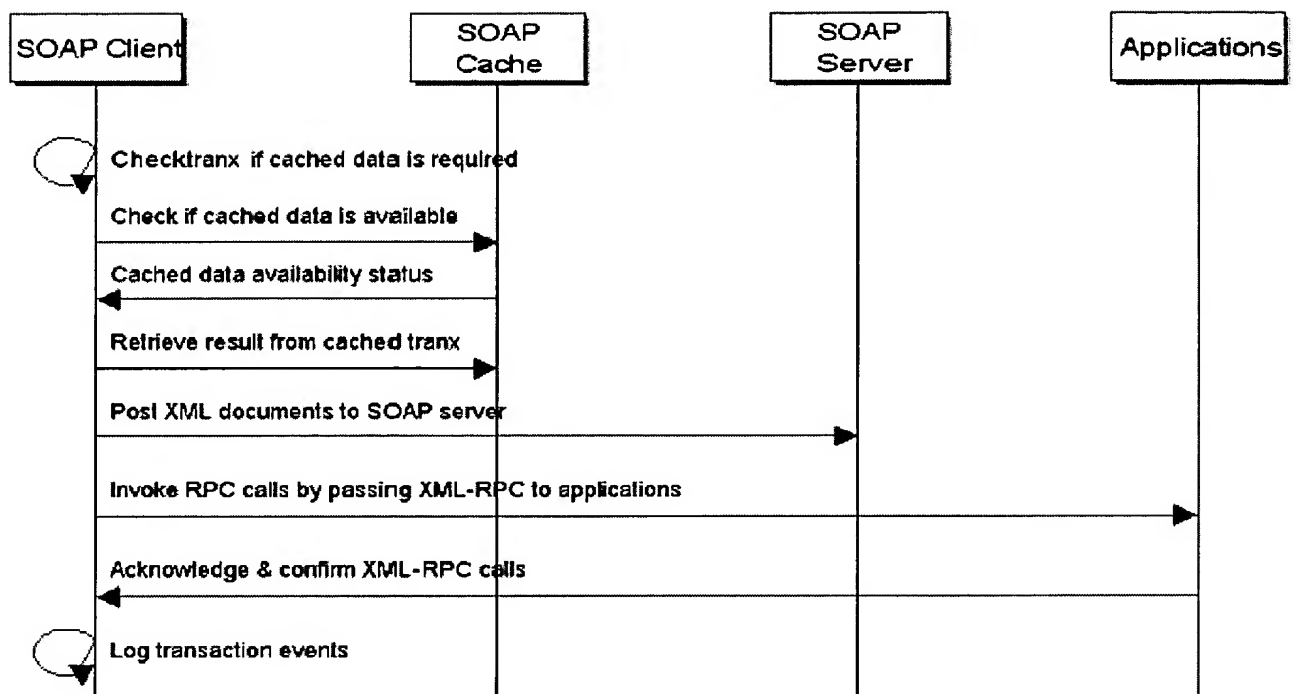 SOAP Client
SOAP
Cache
SOAP
Server
Applications
Checktranx if cached data is required
Check if cached data is available
Cached data availability status
Retrieve result from cached tranx
Post XML documents to SOAP server
Invoke RPC calls by passing XML-RPC to applications
Acknowledge & confirm XML-RPC calls
Log transaction events